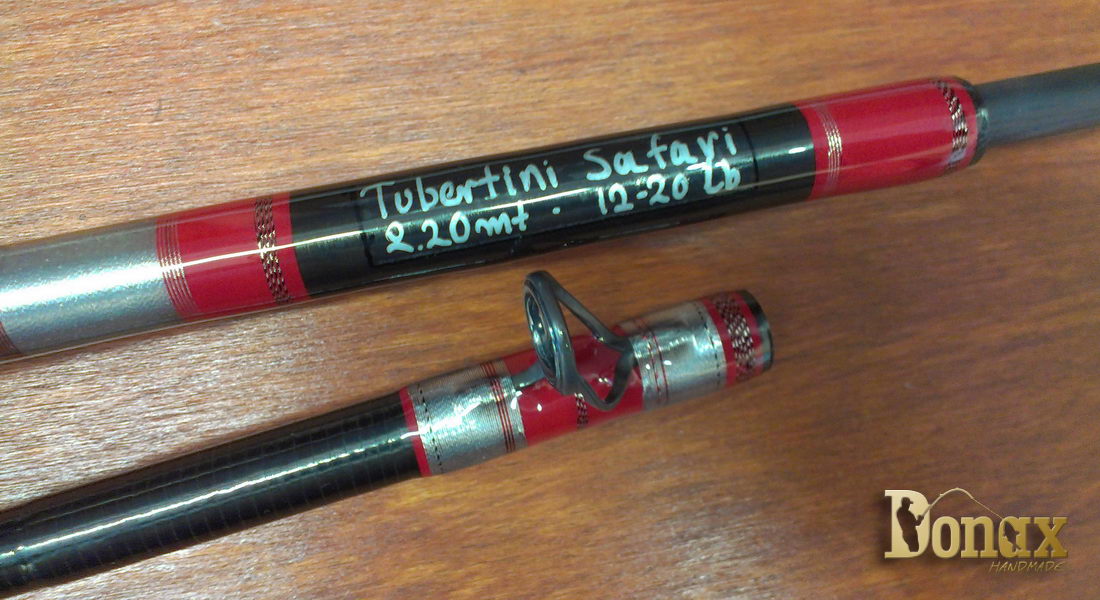 Tubertini Safari
2.20mt · 12-20 Lb
Donax
HANDMADE